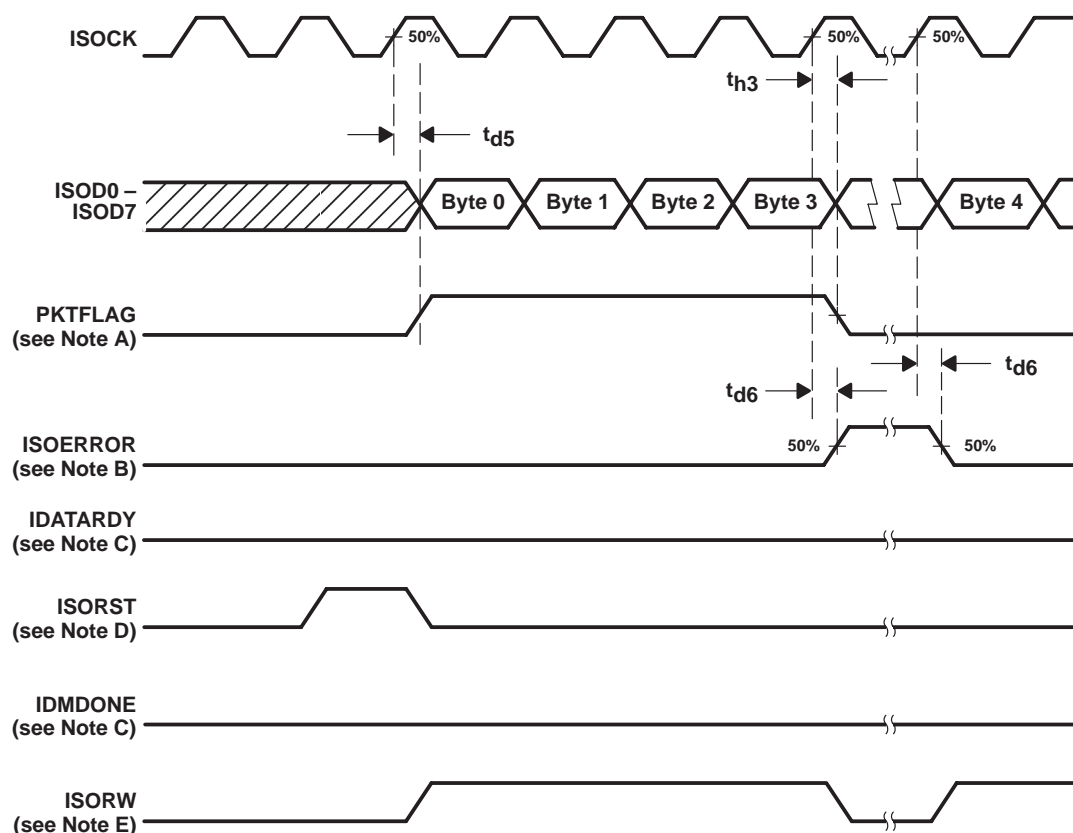 ISOCK
50%
50%
50%
th3
td5
ISOD0 –
ISOD7
Byte 0
Byte 1
Byte 2
Byte 3
Byte 4
PKTFLAG
(see Note A)
td6
td6
ISOERROR
(see Note B)
50%
50%
IDATARDY
(see Note C)
ISORST
(see Note D)
IDMDONE
(see Note C)
ISORW
(see Note E)